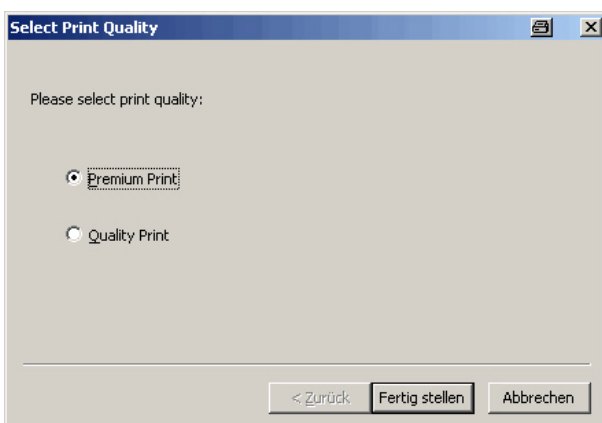 Select Print Quality
Please select print quality:
Premium Print
Quality Print
< Zurück
Fertig stellen
Abbrechen